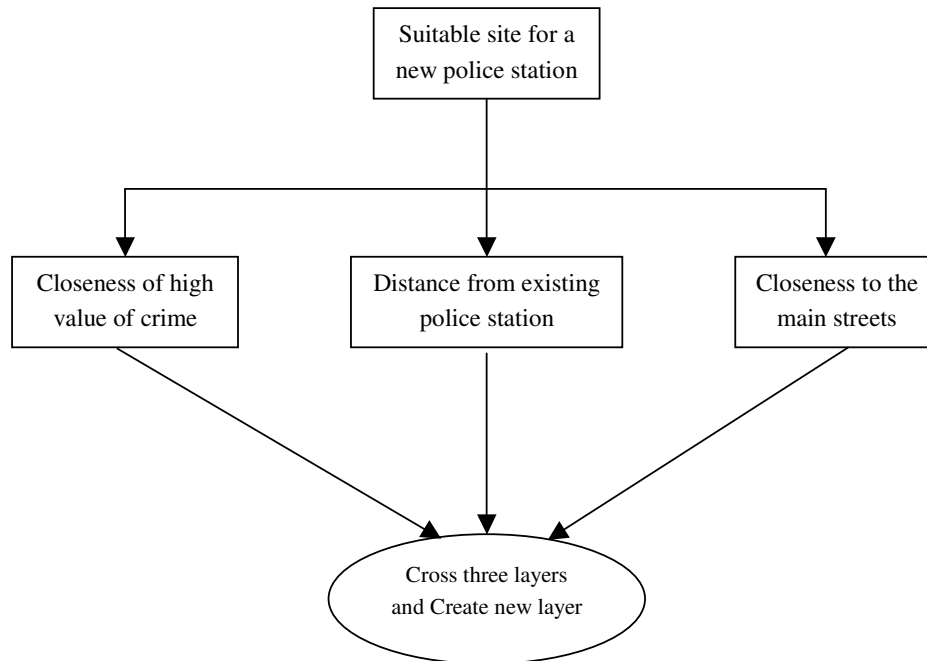 Suitable site for a
new police station
Closeness of high
value of crime
Distance from existing
police station
Closeness to the
main streets
Cross three layers
and Create new layer